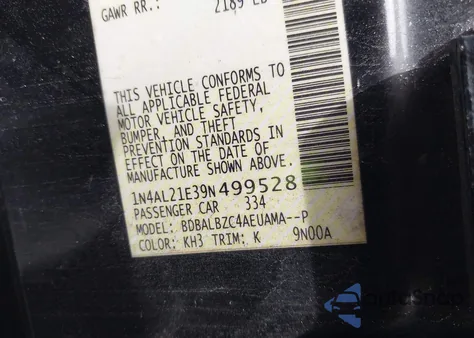 GAWR RR.: 2189 LB
THIS VEHICLE CONFORMS TO
ALL APPLICABLE FEDERAL
MOTOR VEHICLE SAFETY,
BUMPER, AND THEFT
PREVENTION STANDARDS IN
EFFECT ON THE DATE OF
MANUFACTURE SHOWN ABOVE.
1N4AL21E39N499528
PASSENGER CAR 334
MODEL: BDBALBZC4AEUAMA--P
COLOR: KH3 TRIM: K 9N00A
AutoSnap